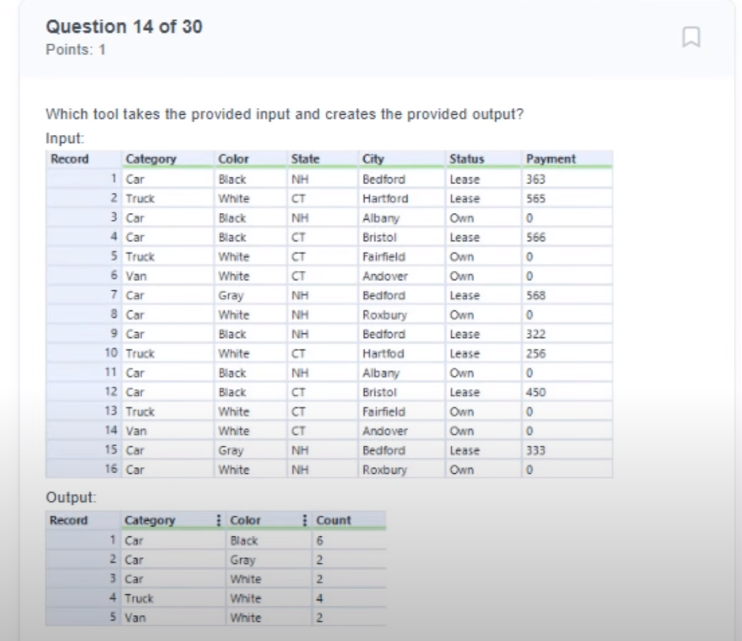 Question 14 of 30
Points: 1
Which tool takes the provided input and creates the provided output?
Input:
Record Category Color State City Status Payment
1 Car Black NH Bedford Lease 363
2 Truck White CT Hartford Lease 565
3 Car Black NH Albany Own 0
4 Car Black CT Bristol Lease 566
5 Truck White CT Fairfield Own 0
6 Van White CT Andover Own 0
7 Car Gray NH Bedford Lease 568
8 Car White NH Roxbury Own 0
9 Car Black NH Bedford Lease 322
10 Truck White CT Hartfod Lease 256
11 Car Black NH Albany Own 0
12 Car Black CT Bristol Lease 450
13 Truck White CT Fairfield Own 0
14 Van White CT Andover Own 0
15 Car Gray NH Bedford Lease 333
16 Car White NH Roxbury Own 0
Output:
Record Category Color Count
1 Car Black 6
2 Car Gray 2
3 Car White 2
4 Truck White 4
5 Van White 2